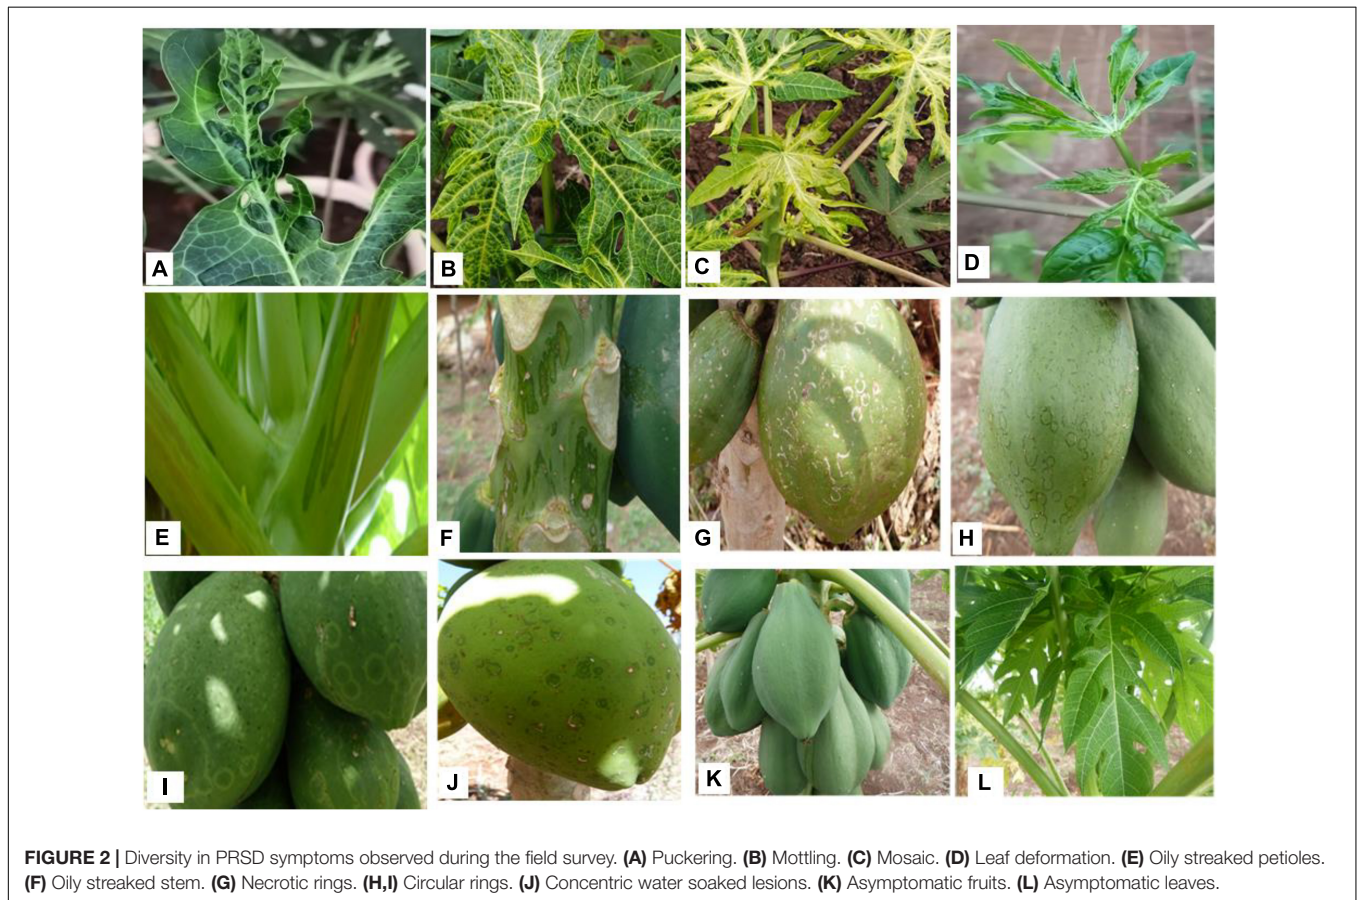 A
B
C
D
E
F
G
H
I
J
K
L
FIGURE 2 | Diversity in PRSD symptoms observed during the field survey. (A) Puckering. (B) Mottling. (C) Mosaic. (D) Leaf deformation. (E) Oily streaked petioles.
(F) Oily streaked stem. (G) Necrotic rings. (H,I) Circular rings. (J) Concentric water soaked lesions. (K) Asymptomatic fruits. (L) Asymptomatic leaves.